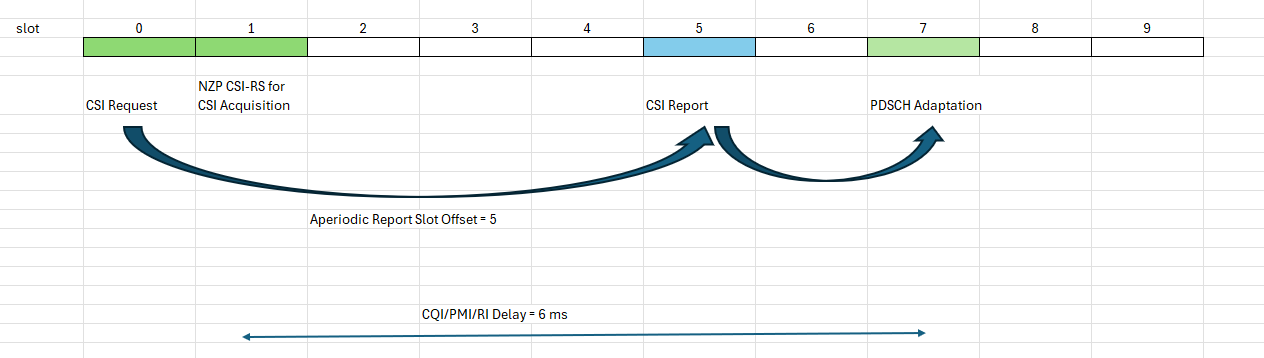 slot 0 1 2 3 4 5 6 7 8 9
NZP CSI-RS for
CSI Request CSI Acquisition CSI Report PDSCH Adaptation
Aperiodic Report Slot Offset = 5
CQI/PMI/RI Delay = 6 ms